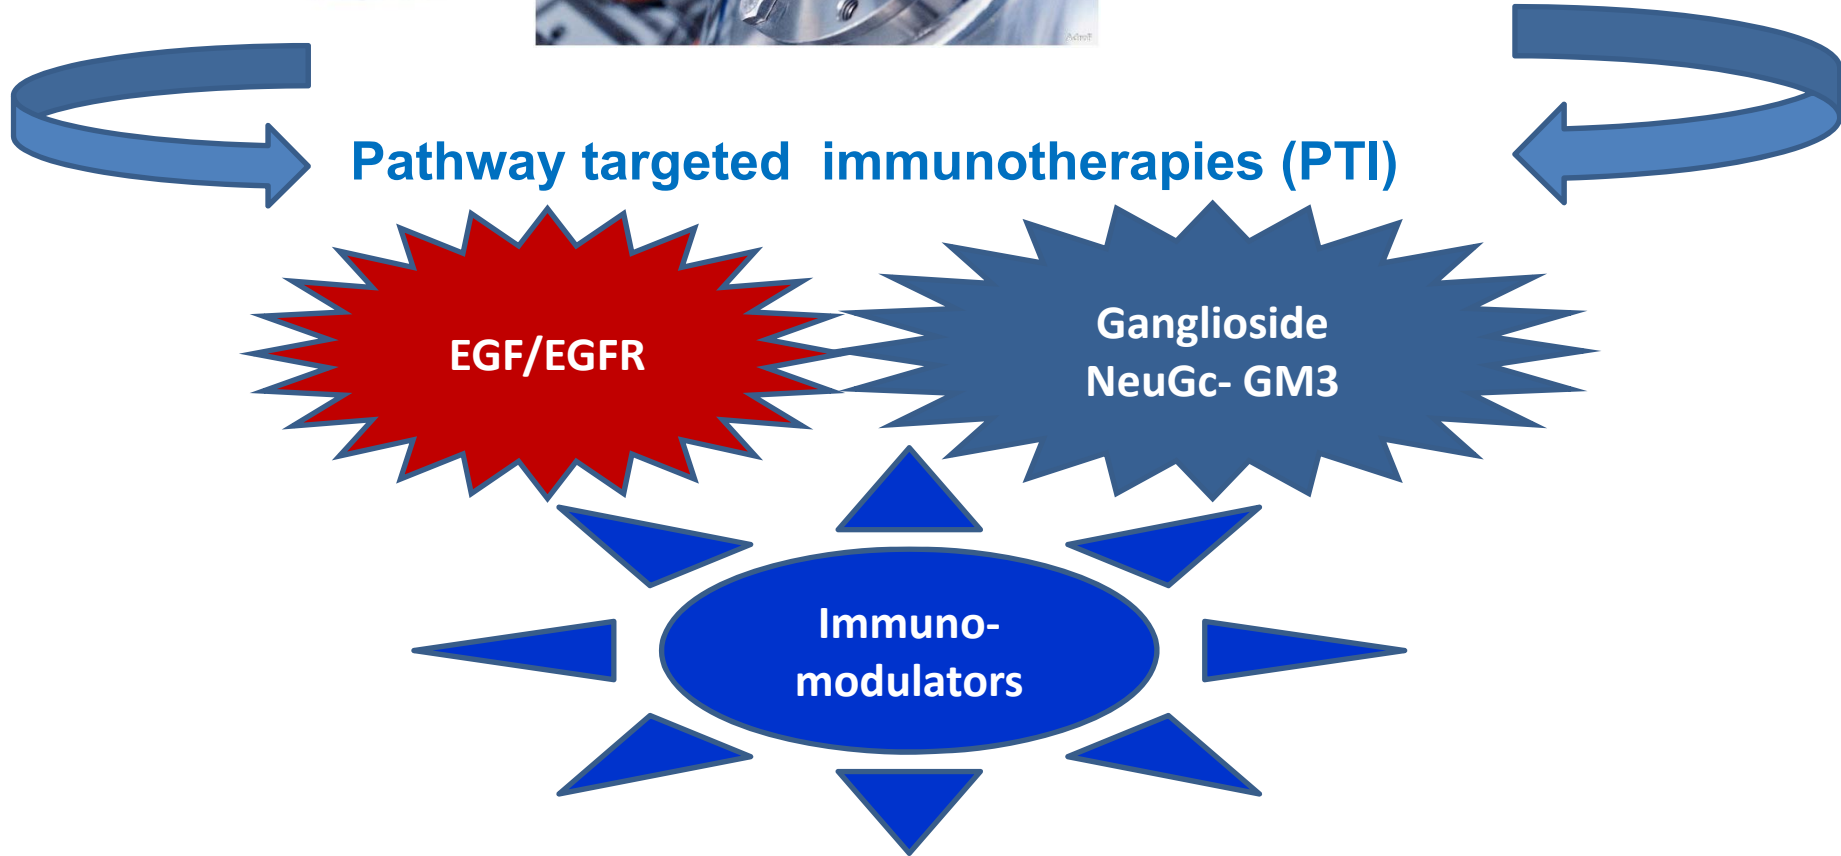 Pathway targeted  immunotherapies (PTI)
EGF/EGFR
Ganglioside
NeuGc- GM3
Immuno-
modulators